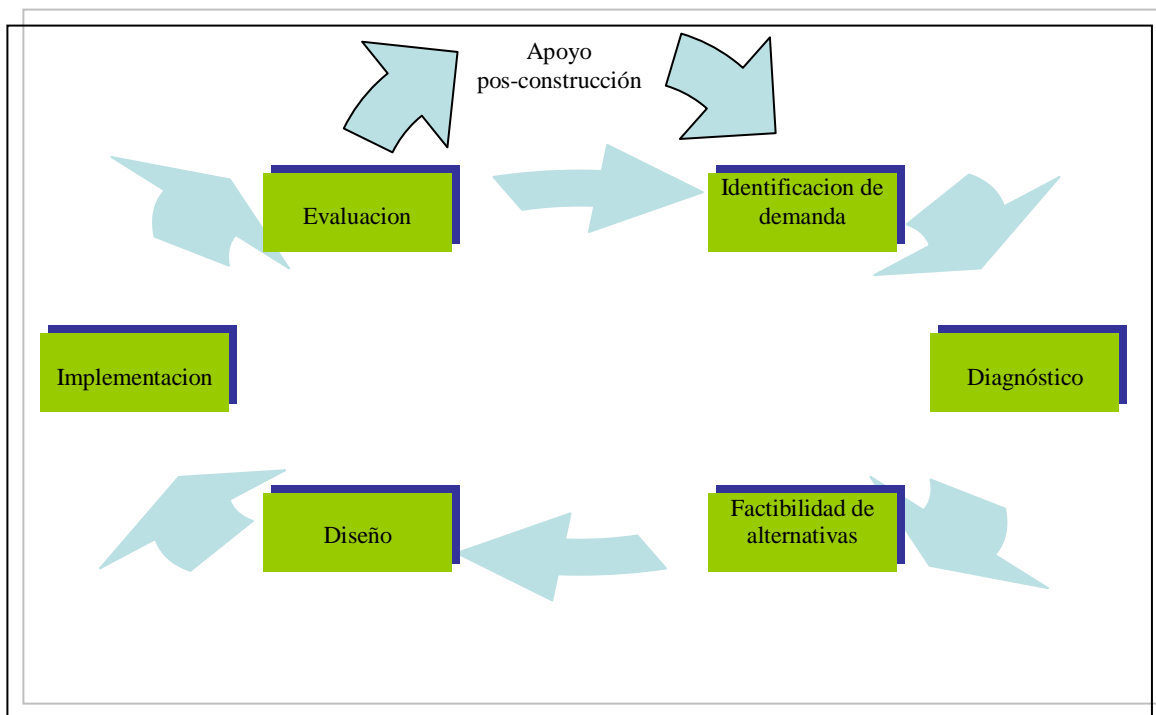 Apoyo
pos-construcción
Evaluacion
Identificacion de
demanda
Implementacion
Diagnóstico
Diseño
Factibilidad de
alternativas